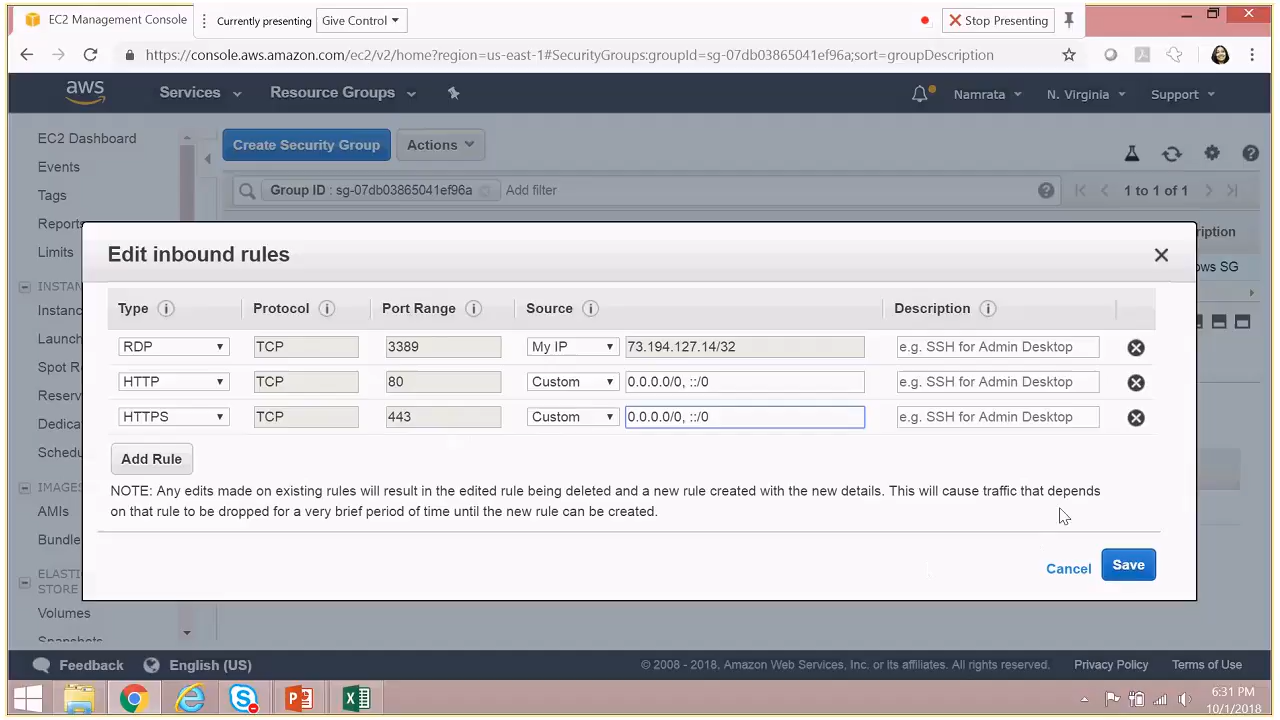 EC2 Management Console
Currently presenting
Give Control
Stop Presenting
https://console.aws.amazon.com/ec2/v2/home?region=us-east-1#SecurityGroups:groupId=sg-07db03865041ef96a;sort=groupDescription
aws Services Resource Groups Namrata N. Virginia Support
EC2 Dashboard
Events
Tags
Reports
Limits
Create Security Group Actions
Group ID : sg-07db03865041ef96a Add filter 1 to 1 of 1
ription
ows SG
Edit inbound rules
Type Protocol Port Range Source Description
RDP TCP 3389 My IP 73.194.127.14/32 e.g. SSH for Admin Desktop
HTTP TCP 80 Custom 0.0.0.0/0, ::/0 e.g. SSH for Admin Desktop
HTTPS TCP 443 Custom 0.0.0.0/0, ::/0 e.g. SSH for Admin Desktop
Add Rule
NOTE: Any edits made on existing rules will result in the edited rule being deleted and a new rule created with the new details. This will cause traffic that depends
on that rule to be dropped for a very brief period of time until the new rule can be created.
Cancel Save
INSTAN
Instanc
Launch
Spot R
Reserv
Dedica
Schedu
IMAGES
AMIs
Bundle
ELASTI
STORE
Volumes
Snapshots
Feedback English (US) © 2008 - 2018, Amazon Web Services, Inc. or its affiliates. All rights reserved. Privacy Policy Terms of Use
6:31 PM
10/1/2018